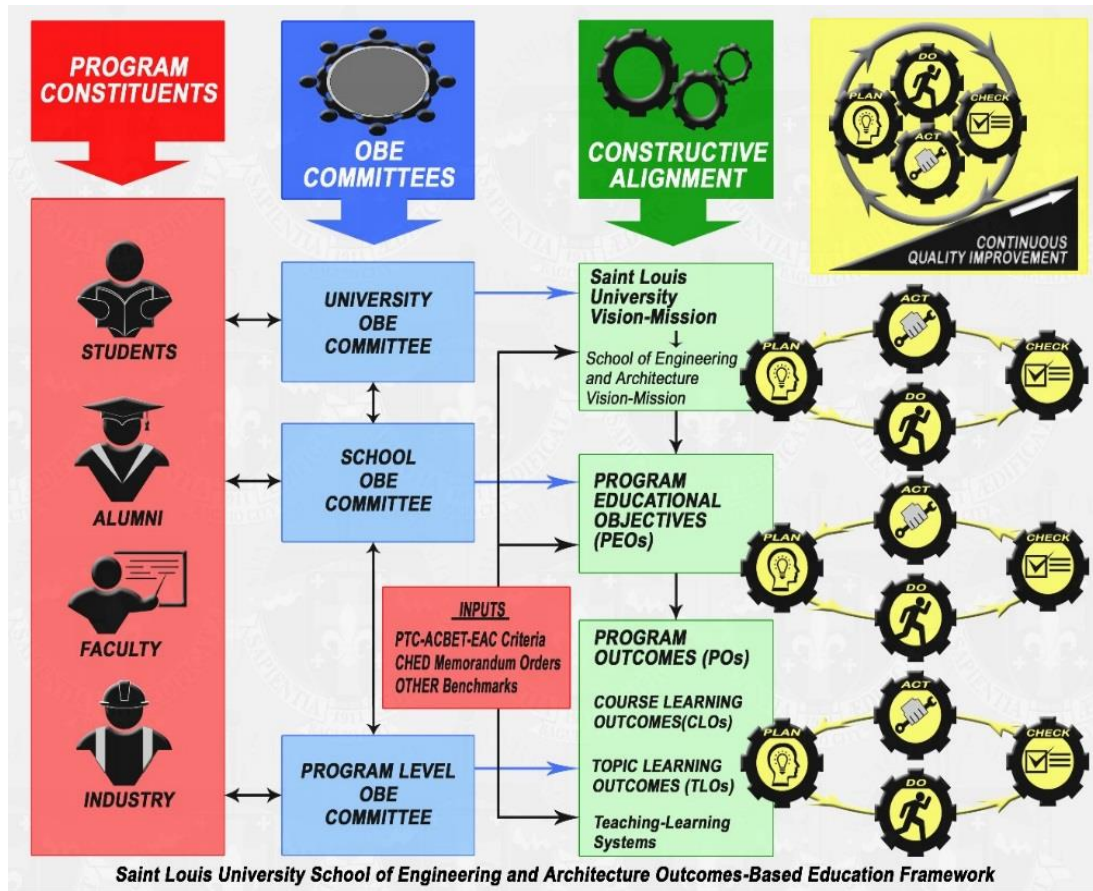 PROGRAM
CONSTITUENTS
STUDENTS
ALUMNI
FACULTY
INDUSTRY
OBE
COMMITTEES
UNIVERSITY
OBE
COMMITTEE
SCHOOL
OBE
COMMITTEE
INPUTS
PTC-ACBET-EAC Criteria
CHED Memorandum Orders
OTHER Benchmarks
PROGRAM LEVEL
OBE
COMMITTEE
CONSTRUCTIVE
ALIGNMENT
Saint Louis
University
Vision-Mission
School of Engineering
and Architecture
Vision-Mission
PROGRAM
EDUCATIONAL
OBJECTIVES
(PEOs)
PROGRAM
OUTCOMES (POs)
COURSE LEARNING
OUTCOMES(CLOs)
TOPIC LEARNING
OUTCOMES (TLOs)
Teaching-Learning
Systems
DO
PLAN
CHECK
ACT
CONTINUOUS
QUALITY IMPROVEMENT
ACT
PLAN
CHECK
DO
ACT
PLAN
CHECK
DO
ACT
PLAN
CHECK
DO
Saint Louis University School of Engineering and Architecture Outcomes-Based Education Framework